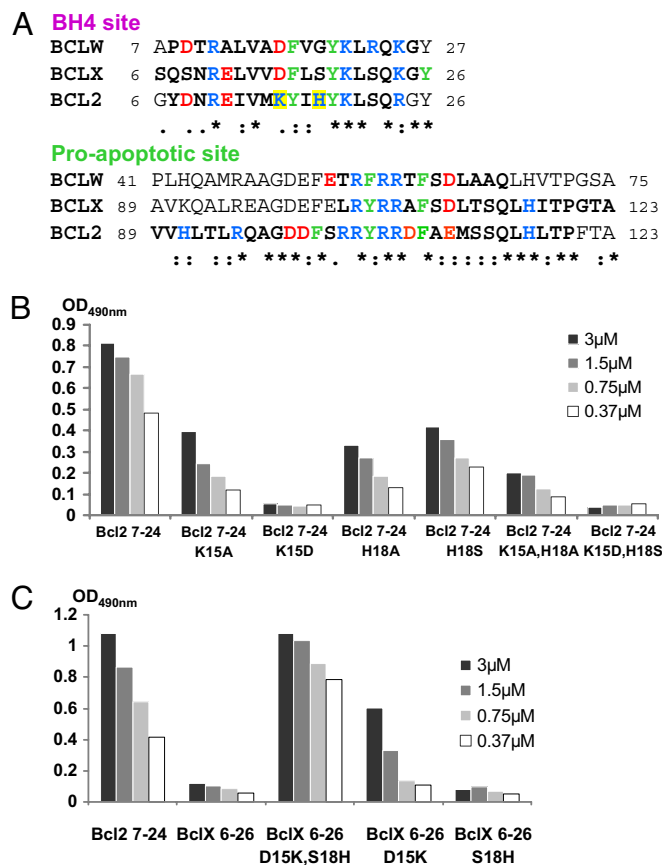 A
BH4 site
BCLW 7 APDTRALVADFVGYKLRQKGY 27
BCLX 6 SQSNRELVVDFLSYKLSQKGY 26
BCL2 6 GYDNREIVMKYIHYKLSQRGY 26
. ..* :* .: *** *:**
Pro-apoptotic site
BCLW 41 PLHQAMRAAGDEFETRFRRTFSDLAAQLHVTPGSA 75
BCLX 89 AVKQALREAGDEFELRYRRAFSDLTSQLHITPGTA 123
BCL2 89 VVHLTLRQAGDDFSRRYRRDFAEMSSQLHLTPFTA 123
:: :* ***:. *:** *:::::***:** :*
B
OD490nm
0.9
0.8
0.7
0.6
0.5
0.4
0.3
0.2
0.1
0
3µM
1.5µM
0.75µM
0.37µM
Bcl2 7-24 Bcl2 7-24 Bcl2 7-24 Bcl2 7-24 Bcl2 7-24 Bcl2 7-24 Bcl2 7-24
K15A K15D H18A H18S K15A,H18A K15D,H18S
C
OD490nm
1.2
1
0.8
0.6
0.4
0.2
0
3µM
1.5µM
0.75µM
0.37µM
Bcl2 7-24 BclX 6-26 BclX 6-26 BclX 6-26 BclX 6-26
D15K,S18H D15K S18H